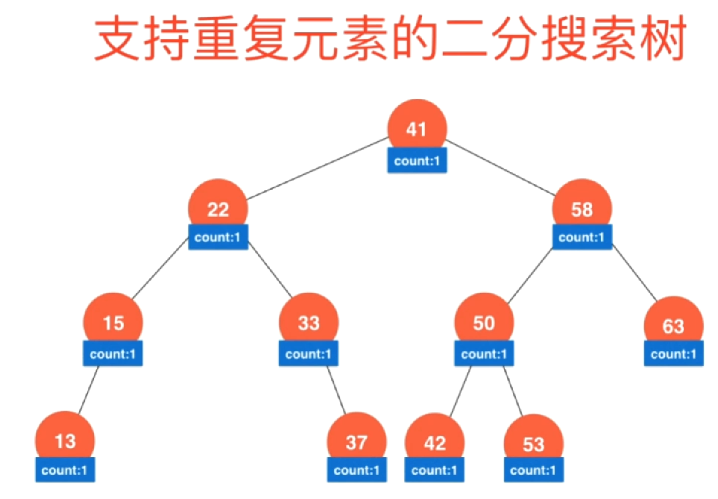 支持重复元素的二分搜索树
41
count:1
22
58
count:1
count:1
15
33
50
63
count:1
count:1
count:1
count:1
13
37
42
53
count:1
count:1
count:1
count:1